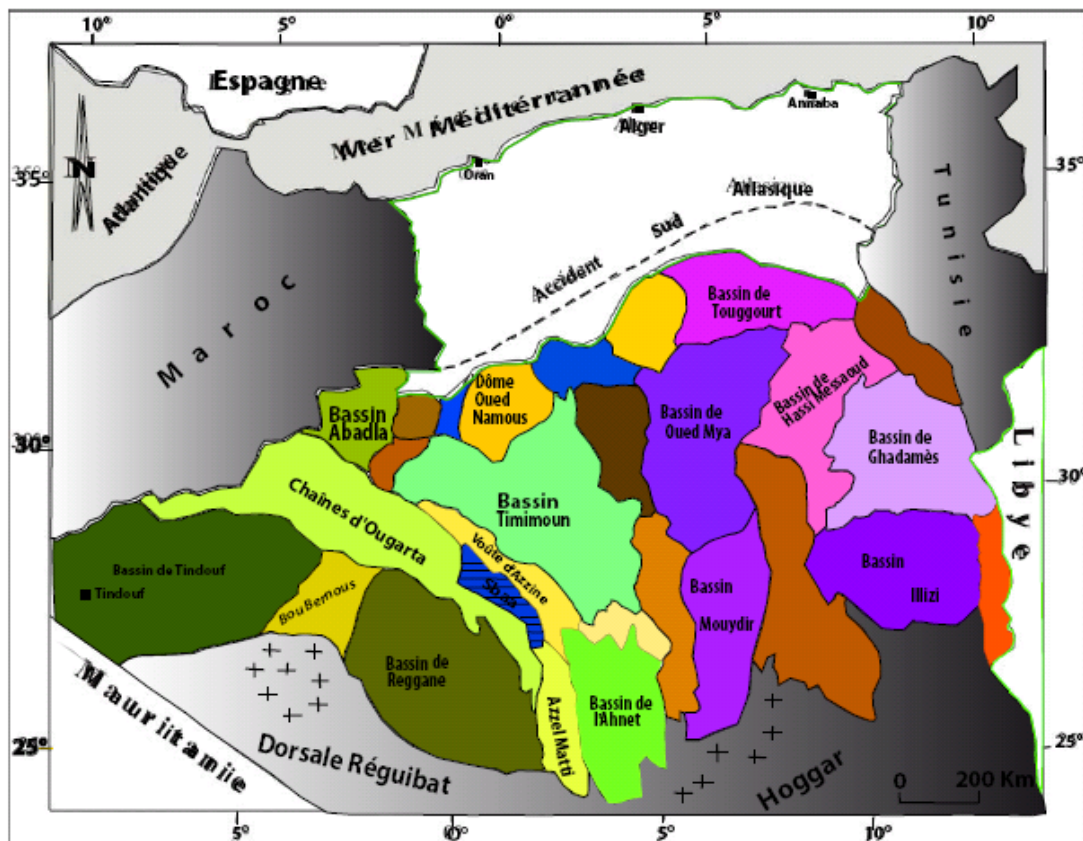 10° 5° 0° 5° 10°
Espagne
Mer Méditérrannée
Annaba
Alger
Oran
N
35° 35°
Atlantique
Tunisie
Atlasique
Sud
Accident
Maroc
Bassin de
Touggourt
Dôme
Oued
Namous
Bassin
Abadla
Bassin de
Oued Mya
Bassin de
Hassi Messaoud
Bassin de
Ghadamès
Libye
30° 30°
Chaînes d'Ougarta
Bassin
Timimoun
Voûte d'Azzine
Sbaa
Bassin de Tindouf
Tindouf
Bou Bernous
Bassin
Illizi
Bassin
Mouydir
Bassin de
Reggane
Azzel Matti
Bassin de
l'Ahnet
Mauritanie
25° 25°
Dorsale Réguibat
Hoggar
0 200 Km
5° 0° 5° 10°